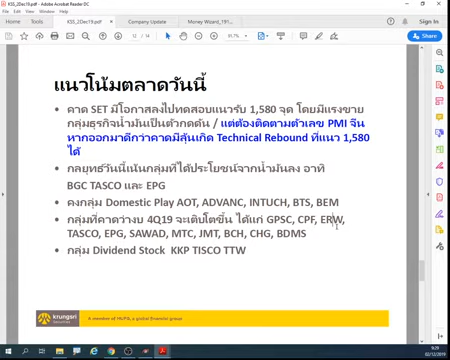 KSS_2Dec19.pdf - Adobe Acrobat Reader DC
Home Tools KSS_2Dec19.pdf Company Update Money Wizard_191... Sign In
12 / 14 91.7% Share
แนวโน้มตลาดวันนี้
คาด SET มีโอกาสลงไปทดสอบแนวรับ 1,580 จุด โดยมีแรงขาย
กลุ่มธุรกิจน้ำมันเป็นตัวกดดัน / แต่ต้องติดตามตัวเลข PMI จีน
หากออกมาดีกว่าคาดมีลุ้นเกิด Technical Rebound ที่แนว 1,580
ได้
กลยุทธ์วันนี้เน้นกลุ่มที่ได้ประโยชน์จากน้ำมันลง อาทิ
BGC TASCO และ EPG
คงกลุ่ม Domestic Play AOT, ADVANC, INTUCH, BTS, BEM
กลุ่มที่คาดว่างบ 4Q19 จะเติบโตขึ้น ได้แก่ GPSC, CPF, ERW,
TASCO, EPG, SAWAD, MTC, JMT, BCH, CHG, BDMS
กลุ่ม Dividend Stock KKP TISCO TTW
krungsri
Securities
A member of MUFG, a global financial group
9:29
02/12/2019